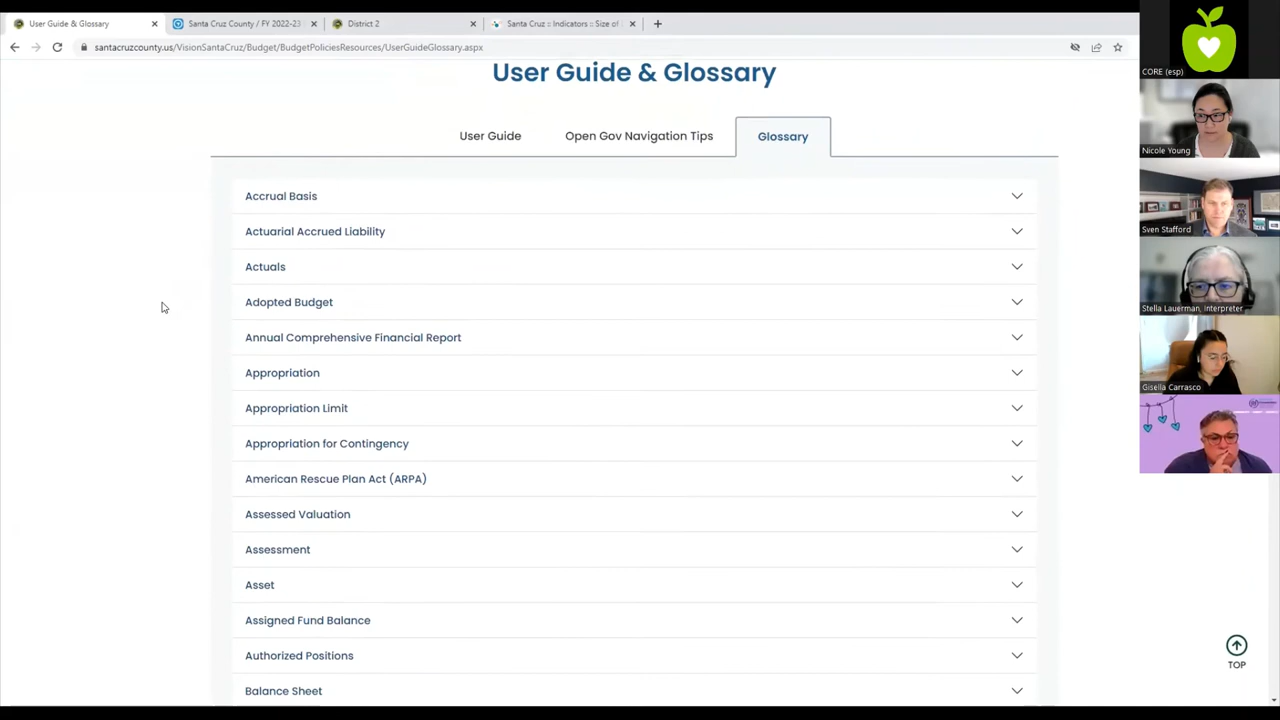 User Guide & Glossary
Santa Cruz County / FY 2022-23
District 2
Santa Cruz :: Indicators :: Size of
santacruzcounty.us/VisionSantaCruz/Budget/BudgetPoliciesResources/UserGuideGlossary.aspx
User Guide & Glossary
User Guide
Open Gov Navigation Tips
Glossary
Accrual Basis
Actuarial Accrued Liability
Actuals
Adopted Budget
Annual Comprehensive Financial Report
Appropriation
Appropriation Limit
Appropriation for Contingency
American Rescue Plan Act (ARPA)
Assessed Valuation
Assessment
Asset
Assigned Fund Balance
Authorized Positions
Balance Sheet
TOP
CORE (esp)
Nicole Young
Sven Stafford
Stella Lauerman, interpreter
Gisella Carrasco